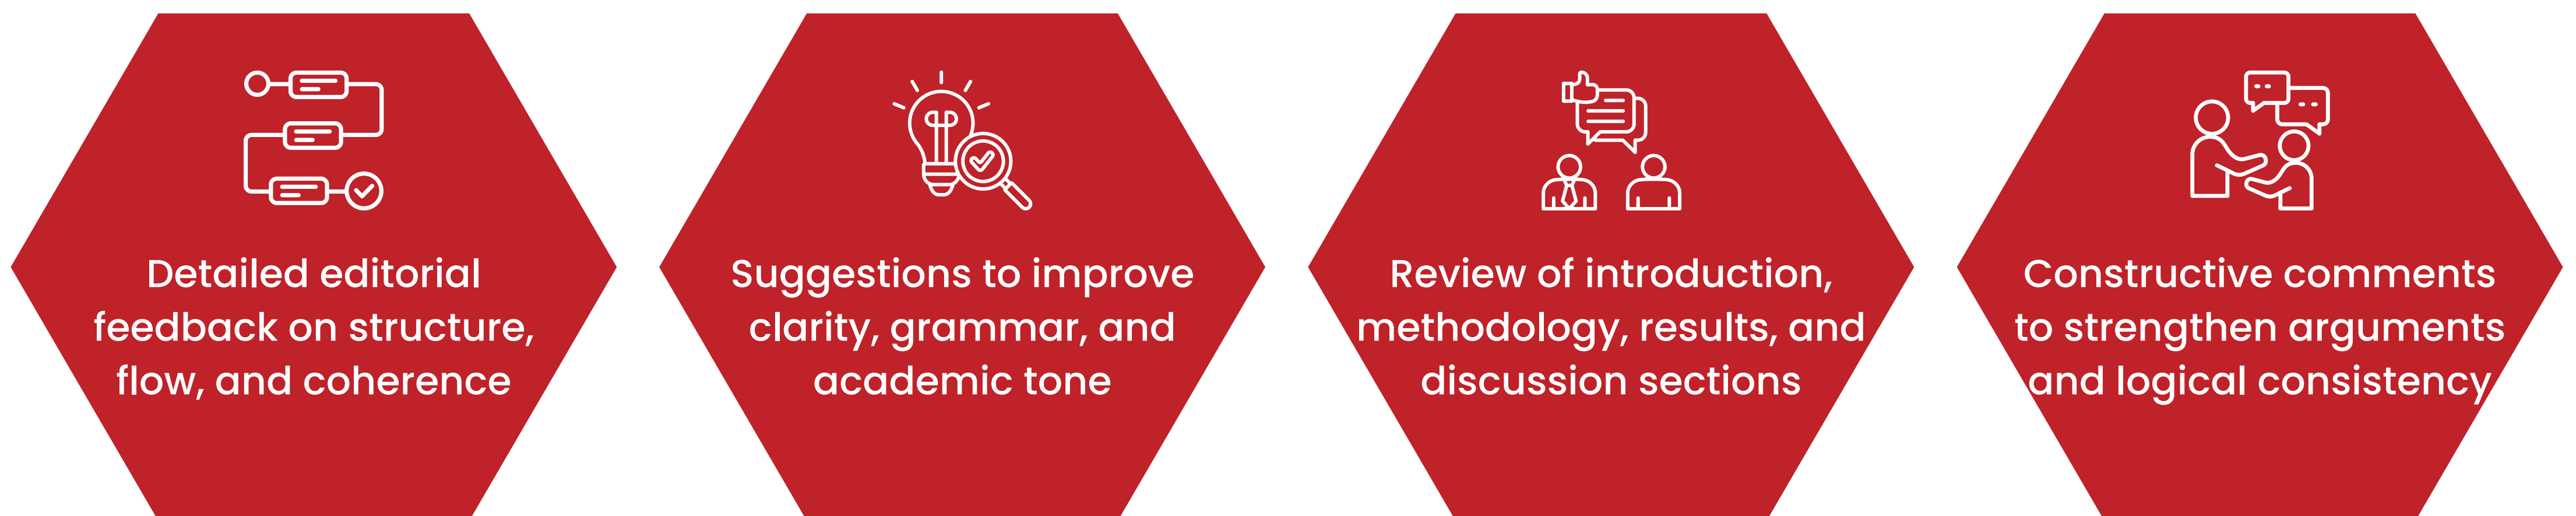 Detailed editorial
feedback on structure,
flow, and coherence
Suggestions to improve
clarity, grammar, and
academic tone
Review of introduction,
methodology, results, and
discussion sections
Constructive comments
to strengthen arguments
and logical consistency